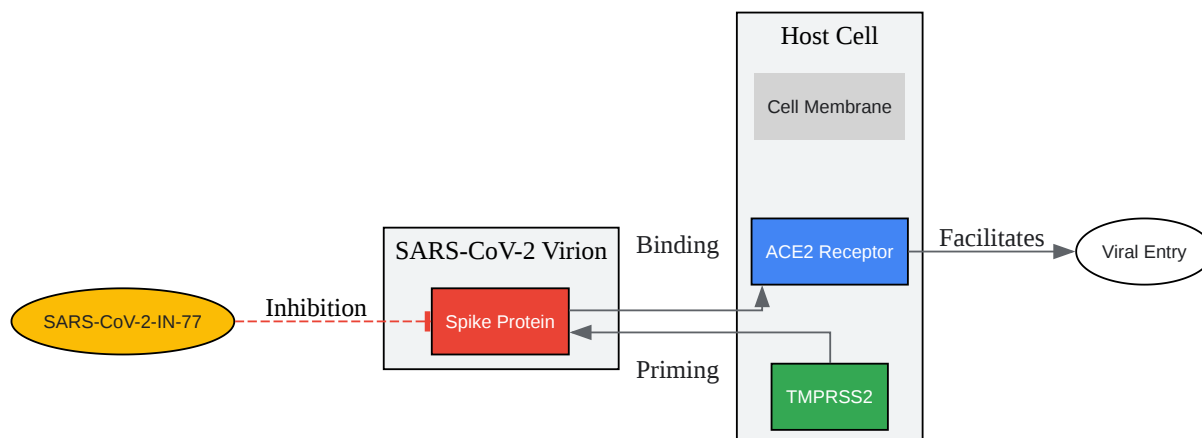 Host Cell
Cell Membrane
SARS-CoV-2 Virion
Binding
ACE2 Receptor
Facilitates
Viral Entry
SARS-CoV-2-IN-77
Inhibition
Spike Protein
Priming
TMPRSS2